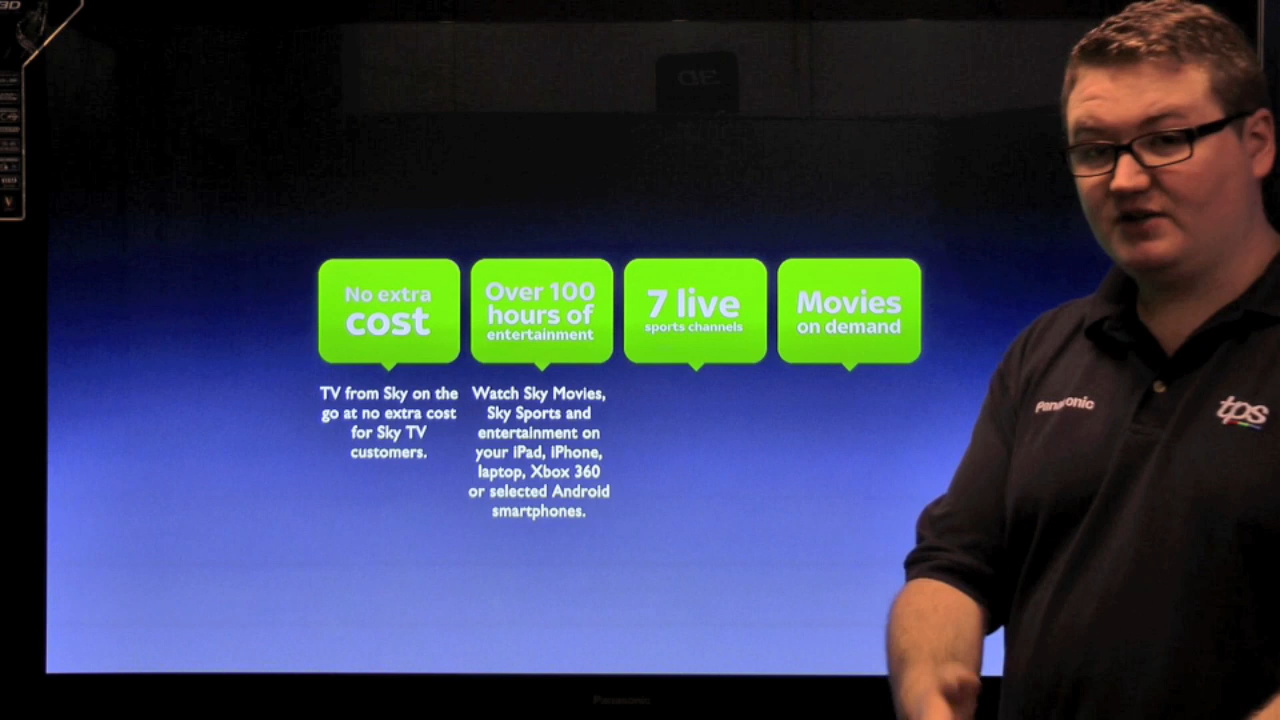 3D
No extra
cost
Over 100
hours of
entertainment
7 live
sports channels
Movies
on demand
TV from Sky on the
go at no extra cost
for Sky TV
customers.
Watch Sky Movies,
Sky Sports and
entertainment on
your iPad, iPhone,
laptop, Xbox 360
or selected Android
smartphones.
Panasonic
tps
Panasonic